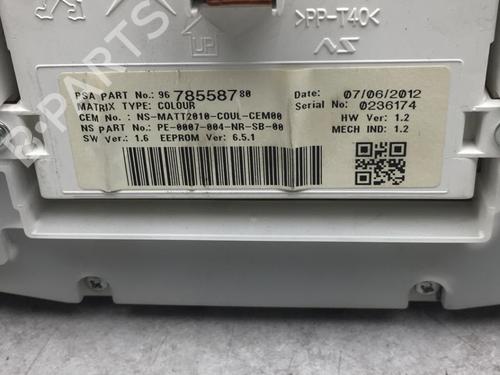 UP
>PP-T40<
PSA PART No.: 96 785587 80
MATRIX TYPE: COLOUR
CEM No.: NS-MATT2010-COUL-CEM00
NS PART No: PE-0007-004-NR-SB-00
SW Ver.: 1.6 EEPROM Ver: 6.5.1
Date: 07/06/2012
Serial No: 0236174
HW Ver: 1.2
MECH IND: 1.2